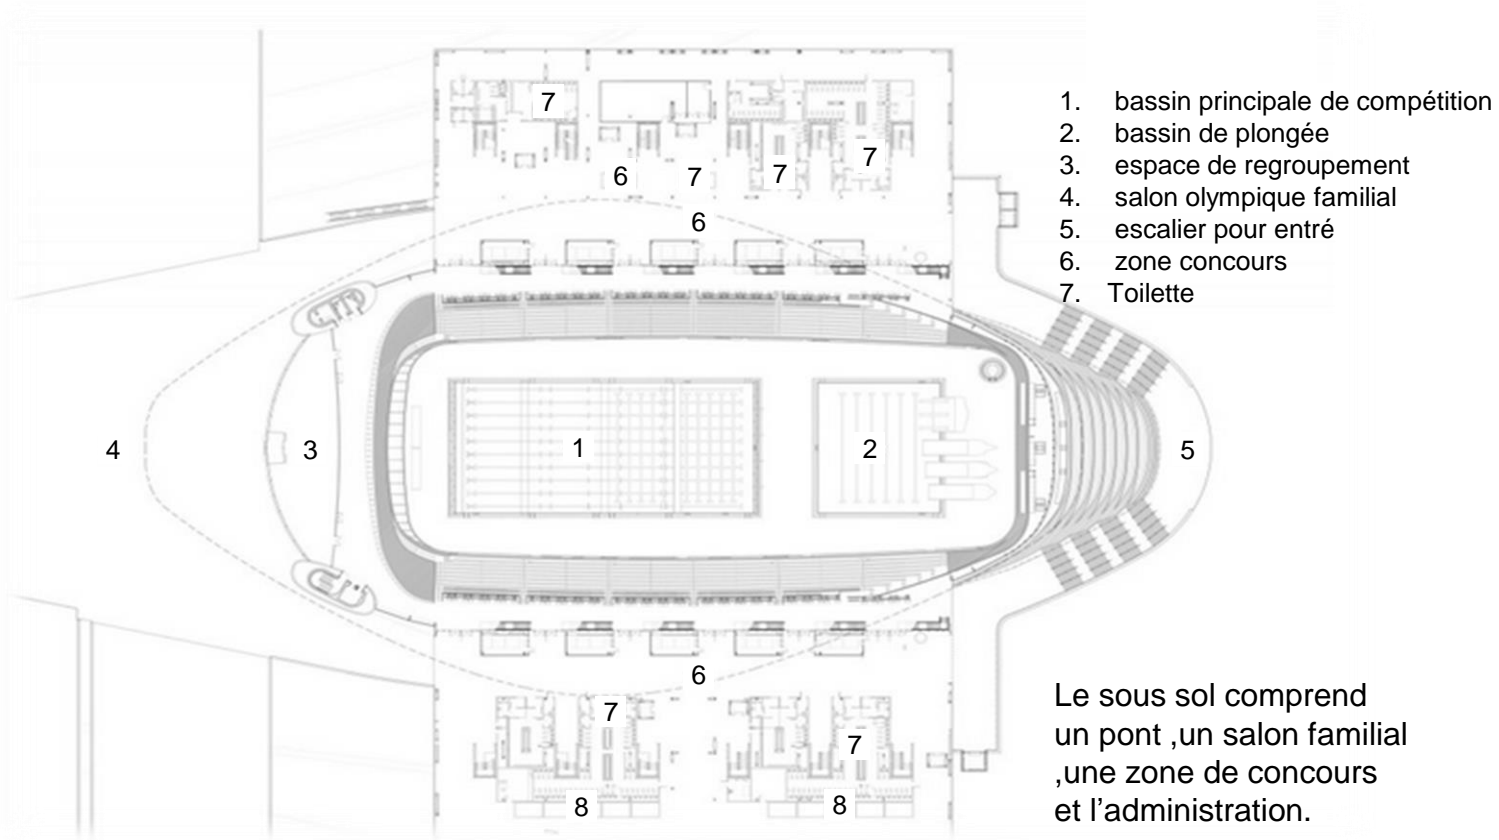 7
7
6
7
7
6
1. bassin principale de compétition
2. bassin de plongée
3. espace de regroupement
4. salon olympique familial
5. escalier pour entré
6. zone concours
7. Toilette
4
3
1
2
5
6
7
7
8
8
Le sous sol comprend
un pont ,un salon familial
,une zone de concours
et l’administration.